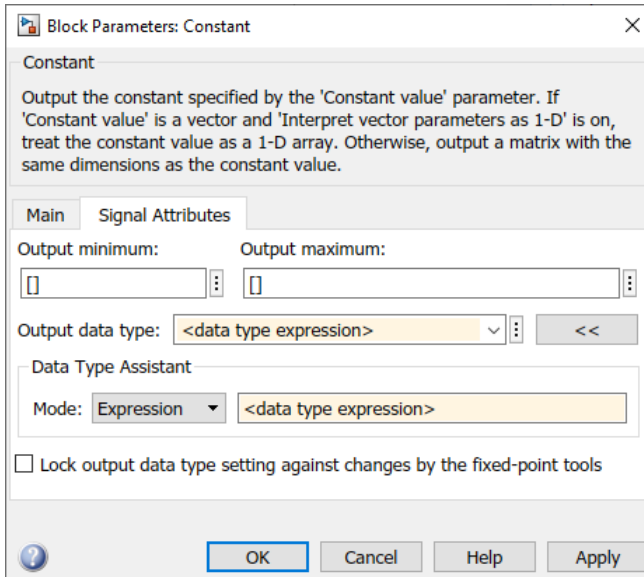 Block Parameters: Constant
Constant
Output the constant specified by the 'Constant value' parameter. If
'Constant value' is a vector and 'Interpret vector parameters as 1-D' is on,
treat the constant value as a 1-D array. Otherwise, output a matrix with the
same dimensions as the constant value.
Main Signal Attributes
Output minimum: Output maximum:
[] []
Output data type: <data type expression> <<
Data Type Assistant
Mode: Expression <data type expression>
Lock output data type setting against changes by the fixed-point tools
? OK Cancel Help Apply